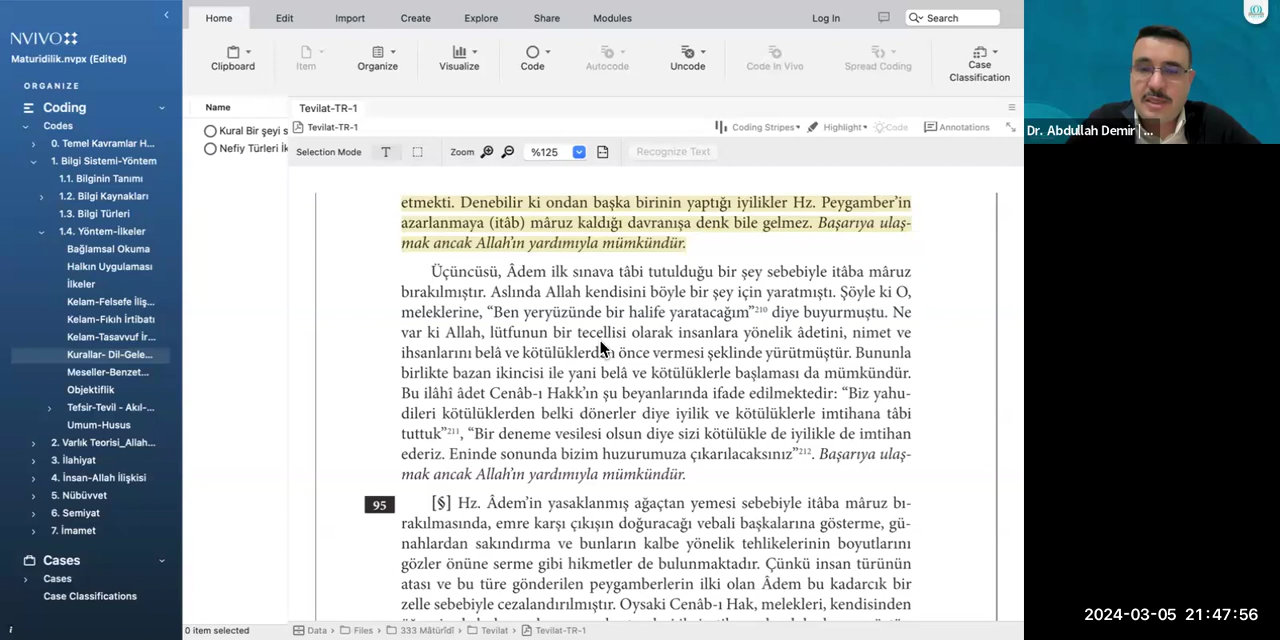 NVIVO
Maturidilik.nvpx (Edited)
ORGANIZE
Coding
Codes
0. Temel Kavramlar H...
1. Bilgi Sistemi-Yöntem
1.1. Bilginin Tanımı
1.2. Bilgi Kaynakları
1.3. Bilgi Türleri
1.4. Yöntem-İlkeler
Bağlamsal Okuma
Halkın Uygulaması
İlkeler
Kelam-Felsefe İliş...
Kelam-Fıkıh İrtibatı
Kelam-Tasavvuf İr...
Kurallar- Dil-Gele...
Meseller-Benzet...
Objektiflik
Tefsir-Tevil - Akıl-...
Umum-Husus
2. Varlık Teorisi_Allah...
3. İlahiyat
4. İnsan-Allah İlişkisi
5. Nübüvvet
6. Semiyat
7. İmamet
Cases
Cases
Case Classifications
Home Edit Import Create Explore Share Modules Log In Search
Clipboard Item Organize Visualize Code Autocode Uncode Code In Vivo Spread Coding Case Classification
Name
Kural Bir şeyi s
Nefiy Türleri İk
Tevilat-TR-1
Tevilat-TR-1 Coding Stripes Highlight Code Annotations
Selection Mode T Zoom %125 Recognize Text
etmekti. Denebilir ki ondan başka birinin yaptığı iyilikler Hz. Peygamber’in
azarlanmaya (itâb) mâruz kaldığı davranışa denk bile gelmez. Başarıya ulaş-
mak ancak Allah’ın yardımıyla mümkündür.
Üçüncüsü, Âdem ilk sınava tâbi tutulduğu bir şey sebebiyle itâba mâruz
bırakılmıştır. Aslında Allah kendisini böyle bir şey için yaratmıştı. Şöyle ki O,
meleklerine, “Ben yeryüzünde bir halife yaratacağım”210 diye buyurmuştu. Ne
var ki Allah, lütfunun bir tecellisi olarak insanlara yönelik âdetini, nimet ve
ihsanlarını belâ ve kötülüklerden önce vermesi şeklinde yürütmüştür. Bununla
birlikte bazan ikincisi ile yani belâ ve kötülüklerle başlaması da mümkündür.
Bu ilâhî âdet Cenâb-ı Hakk’ın şu beyanlarında ifade edilmektedir: “Biz yahu-
dileri kötülüklerden belki dönerler diye iyilik ve kötülüklerle imtihana tâbi
tuttuk”211, “Bir deneme vesilesi olsun diye sizi kötülükle de iyilikle de imtihan
ederiz. Eninde sonunda bizim huzurumuza çıkarılacaksınız”212. Başarıya ulaş-
mak ancak Allah’ın yardımıyla mümkündür.
95
[§] Hz. Âdem’in yasaklanmış ağaçtan yemesi sebebiyle itâba mâruz bı-
rakılmasında, emre karşı çıkışın doğuracağı vebali başkalarına gösterme, gü-
nahlardan sakındırma ve bunların kalbe yönelik tehlikelerinin boyutlarını
gözler önüne serme gibi hikmetler de bulunmaktadır. Çünkü insan türünün
atası ve bu türe gönderilen peygamberlerin ilki olan Âdem bu kadarcık bir
zelle sebebiyle cezalandırılmıştır. Oysaki Cenâb-ı Hak, melekleri, kendisinden
0 item selected Data Files 333 Mâtürîdî Tevilat Tevilat-TR-1
Dr. Abdullah Demir | ...
2024-03-05 21:47:56